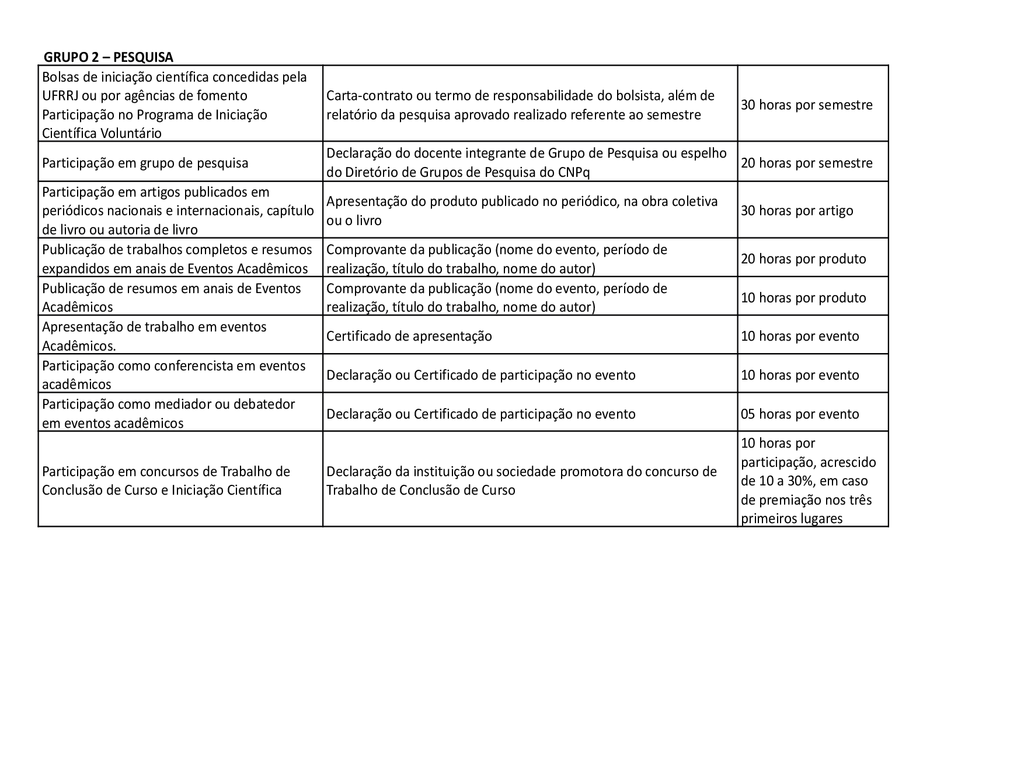 GRUPO 2 – PESQUISA
Bolsas de iniciação científica concedidas pela
UFRRJ ou por agências de fomento
Participação no Programa de Iniciação
Científica Voluntário
Carta-contrato ou termo de responsabilidade do bolsista, além de
relatório da pesquisa aprovado realizado referente ao semestre
30 horas por semestre
Participação em grupo de pesquisa
Declaração do docente integrante de Grupo de Pesquisa ou espelho
do Diretório de Grupos de Pesquisa do CNPq
20 horas por semestre
Participação em artigos publicados em
periódicos nacionais e internacionais, capítulo
de livro ou autoria de livro
Apresentação do produto publicado no periódico, na obra coletiva
ou o livro
30 horas por artigo
Publicação de trabalhos completos e resumos
expandidos em anais de Eventos Acadêmicos
Comprovante da publicação (nome do evento, período de
realização, título do trabalho, nome do autor)
20 horas por produto
Publicação de resumos em anais de Eventos
Acadêmicos
Comprovante da publicação (nome do evento, período de
realização, título do trabalho, nome do autor)
10 horas por produto
Apresentação de trabalho em eventos
Acadêmicos.
Certificado de apresentação
10 horas por evento
Participação como conferencista em eventos
acadêmicos
Declaração ou Certificado de participação no evento
10 horas por evento
Participação como mediador ou debatedor
em eventos acadêmicos
Declaração ou Certificado de participação no evento
05 horas por evento
Participação em concursos de Trabalho de
Conclusão de Curso e Iniciação Científica
Declaração da instituição ou sociedade promotora do concurso de
Trabalho de Conclusão de Curso
10 horas por
participação, acrescido
de 10 a 30%, em caso
de premiação nos três
primeiros lugares